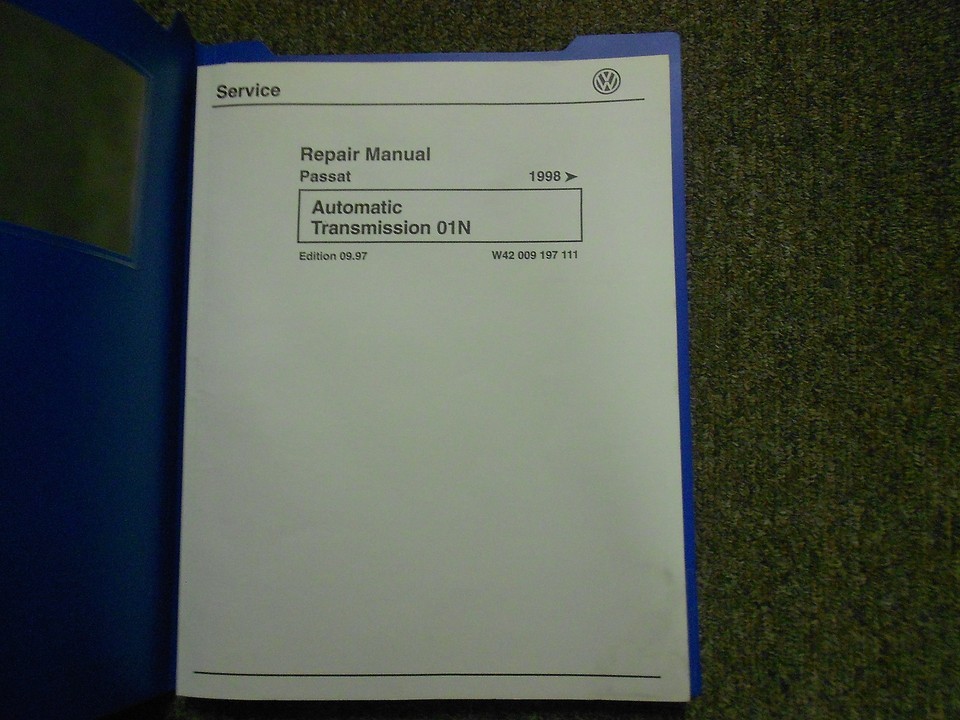 Service
Repair Manual
Passat 1998 ➤
Automatic
Transmission 01N
Edition 09.97 W42 009 197 111